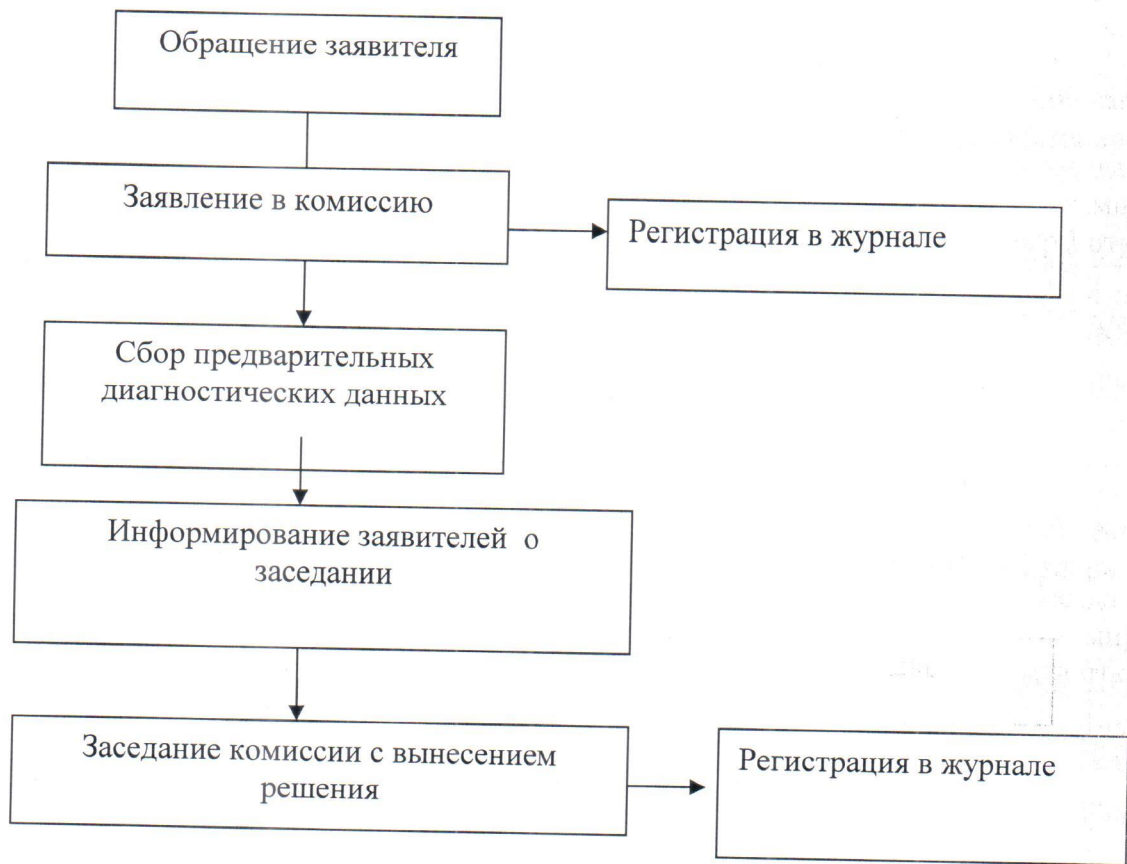 Обращение заявителя
Заявление в комиссию
Регистрация в журнале
Сбор предварительных
диагностических данных
Информирование заявителей о
заседании
Заседание комиссии с вынесением
решения
Регистрация в журнале